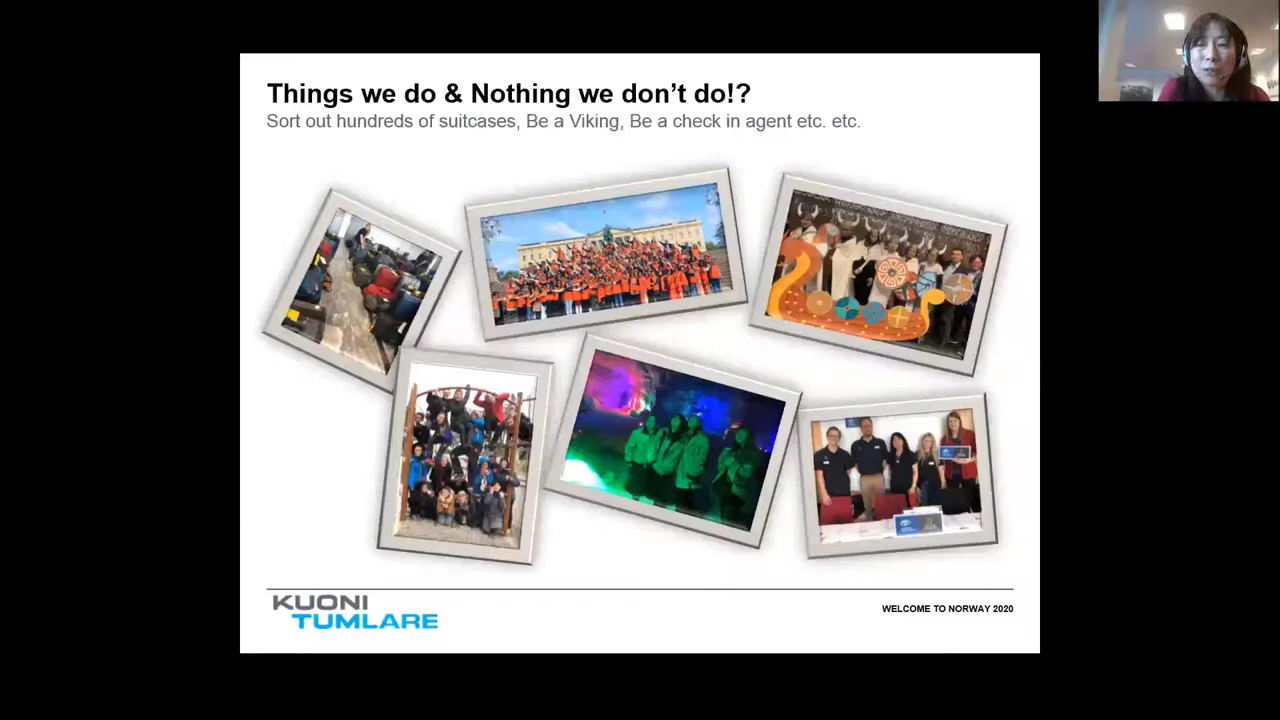 Things we do & Nothing we don't do!?
Sort out hundreds of suitcases, Be a Viking, Be a check in agent etc. etc.
KUONI
TUMLARE
WELCOME TO NORWAY 2020